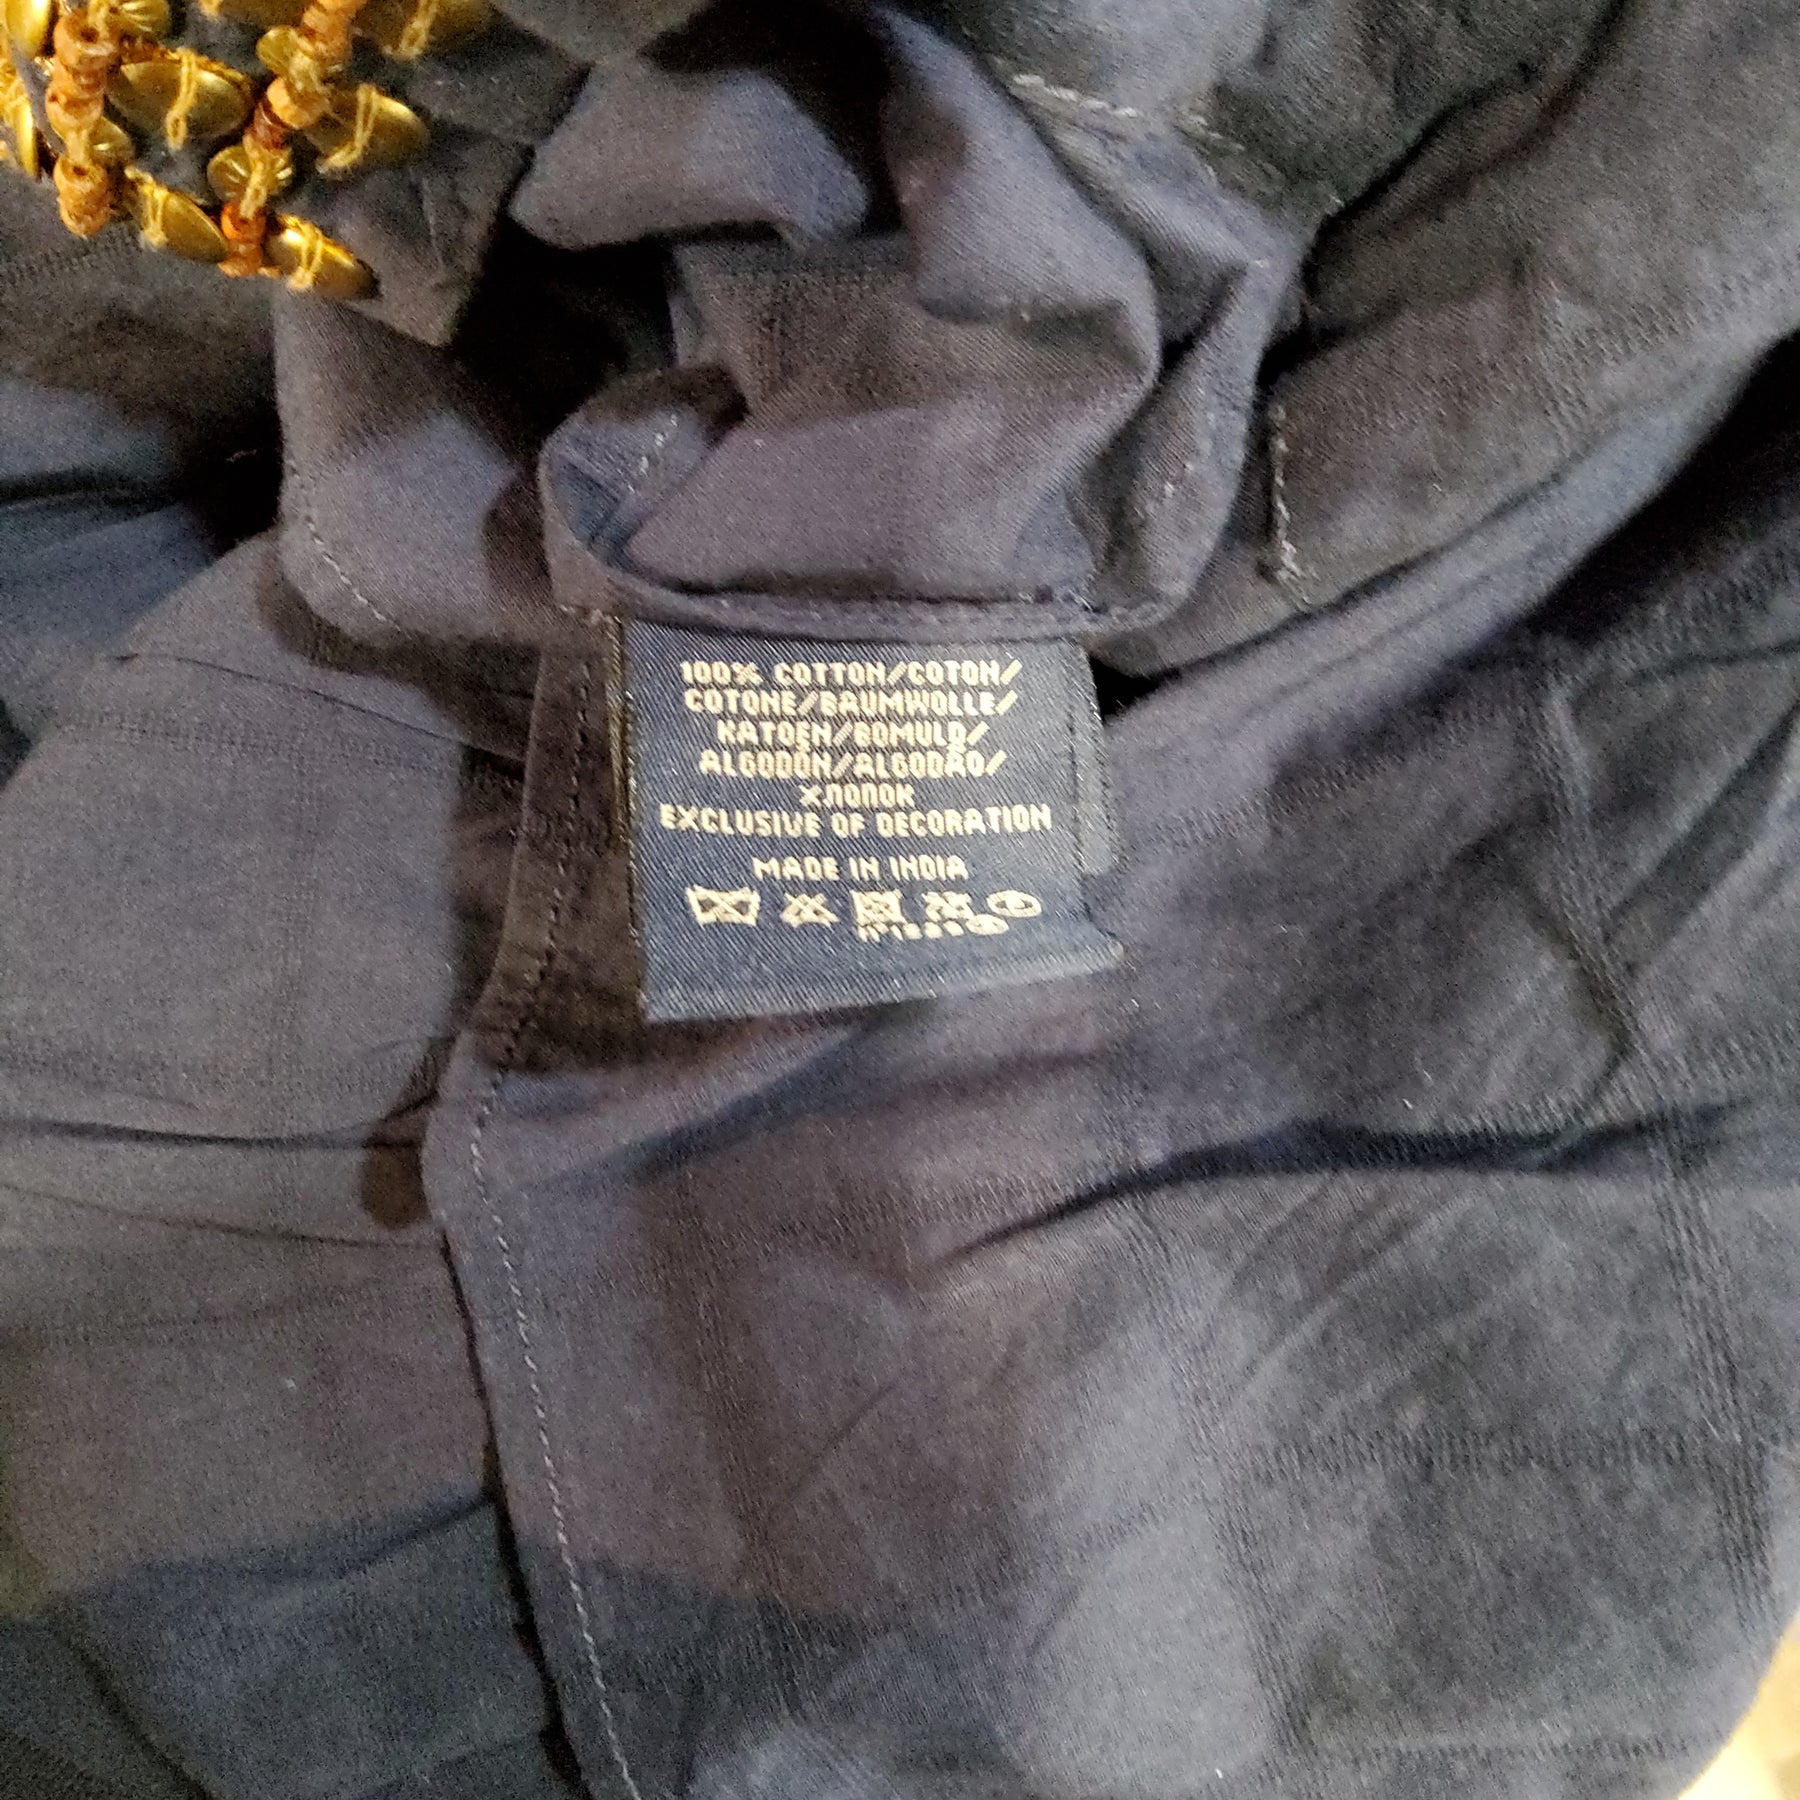 100% COTTON/COTON/
COTONE/BAUMWOLLE/
KATOEN/BOMULD/
ALGODÓN/ALGODÃO/
ХЛОПОК
EXCLUSIVE OF DECORATION
MADE IN INDIA